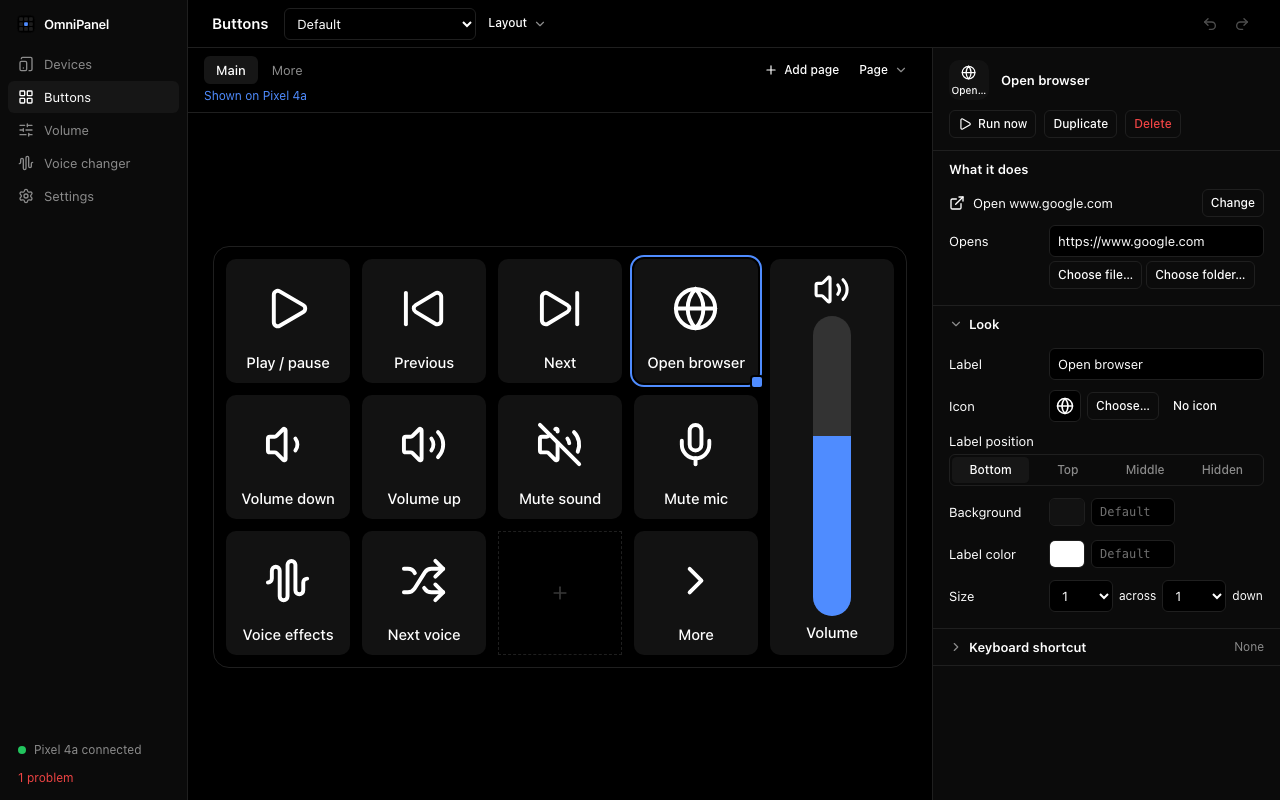 OmniPanel
Devices
Buttons
Volume
Voice changer
Settings
Pixel 4a connected
1 problem
Buttons
Default
Layout
Main
More
Add page
Page
Shown on Pixel 4a
Play / pause
Previous
Next
Open browser
Volume down
Volume up
Mute sound
Mute mic
Voice effects
Next voice
More
Volume
Open...
Open browser
Run now
Duplicate
Delete
What it does
Open www.google.com
Change
Opens
https://www.google.com
Choose file...
Choose folder...
Look
Label
Open browser
Icon
Choose...
No icon
Label position
Bottom
Top
Middle
Hidden
Background
Default
Label color
Default
Size
1
across
1
down
Keyboard shortcut
None